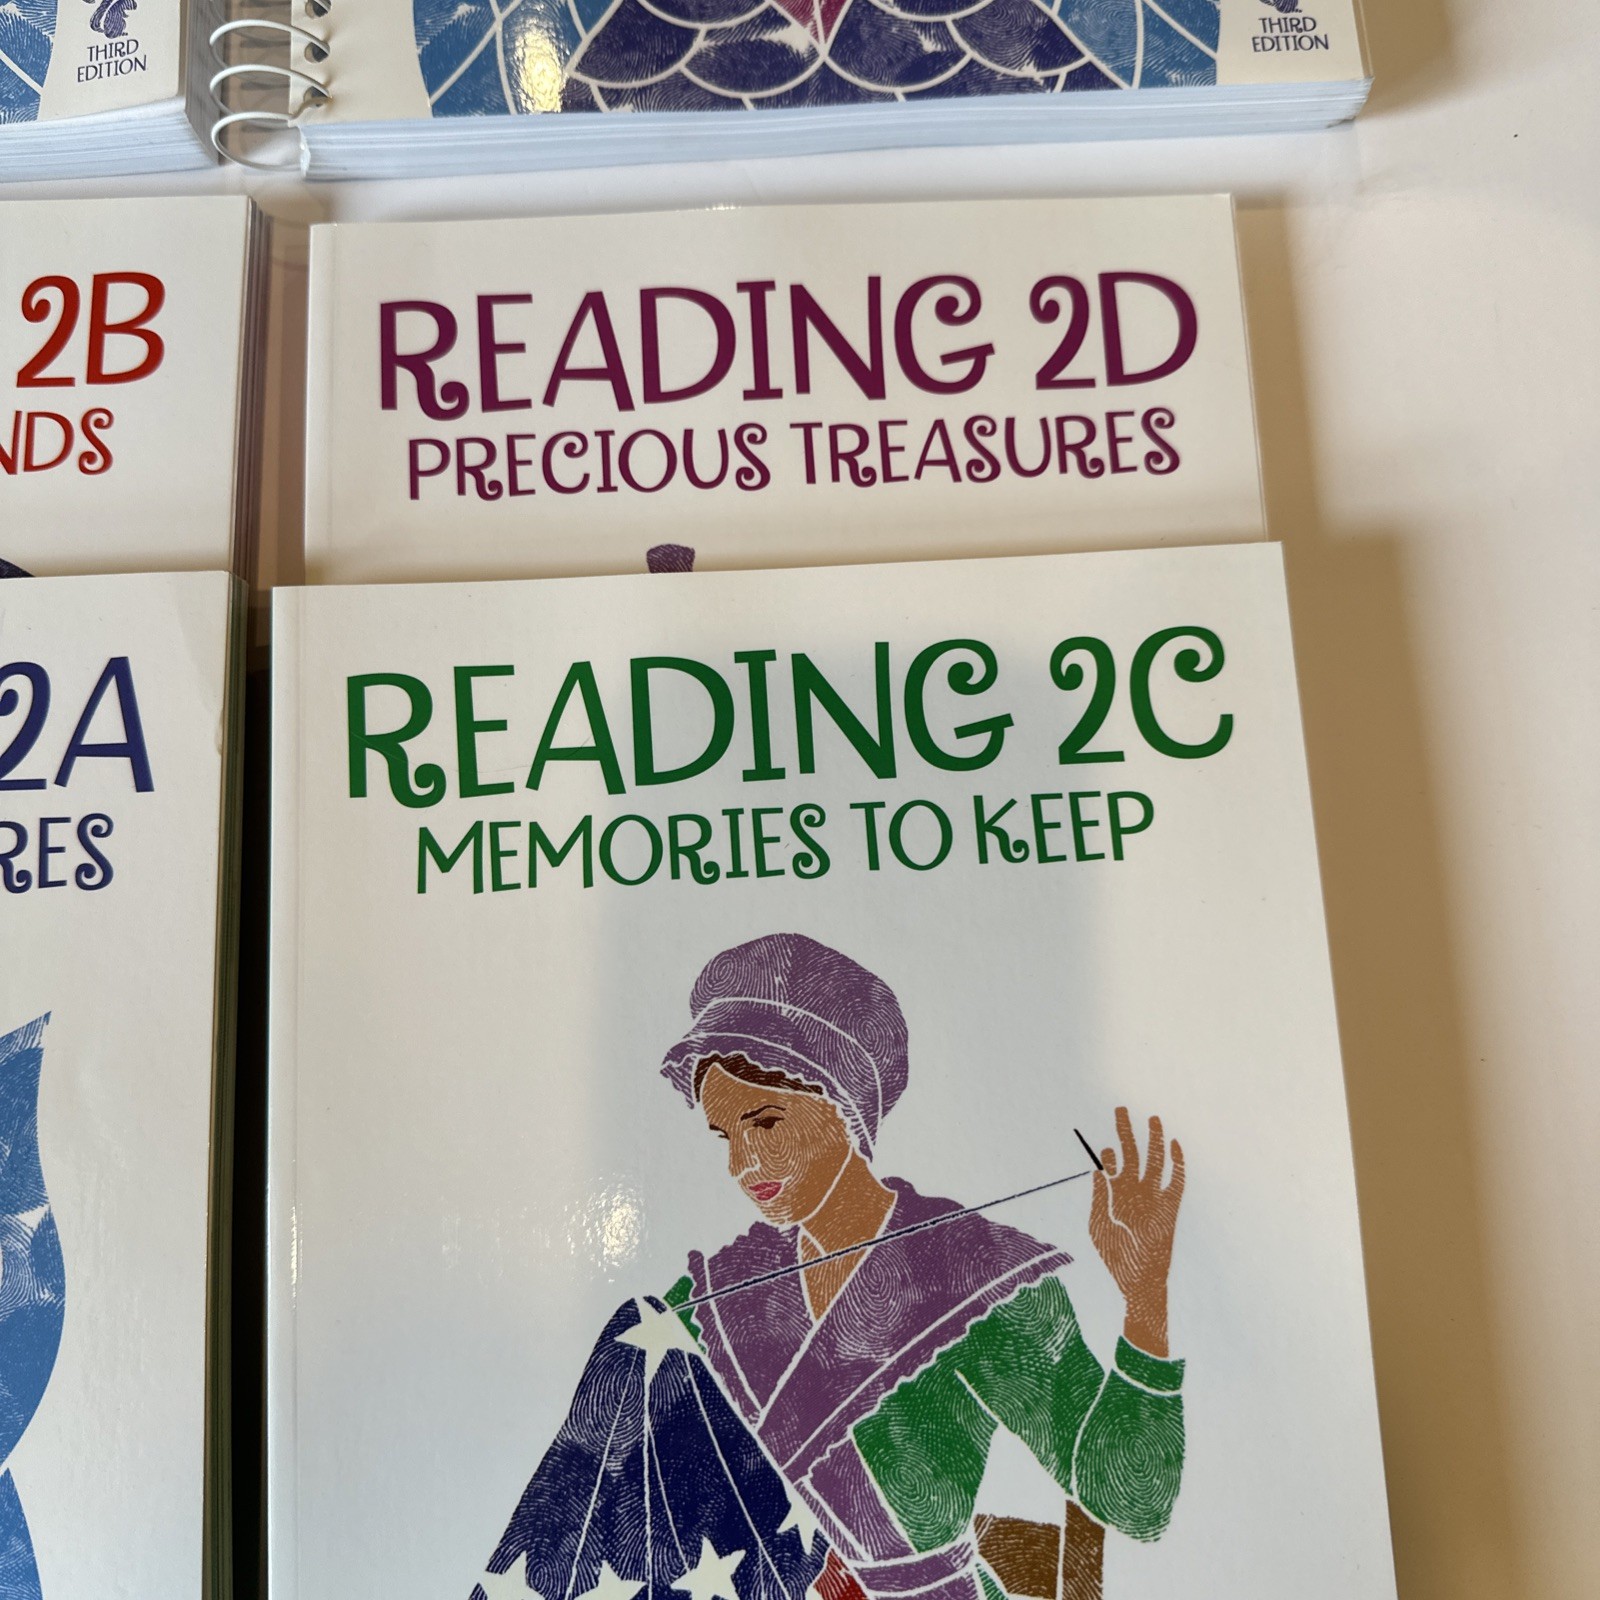 THIRD
EDITION
THIRD
EDITION
2B
NDS
READING 2D
PRECIOUS TREASURES
2A
RES
READING 2C
MEMORIES TO KEEP